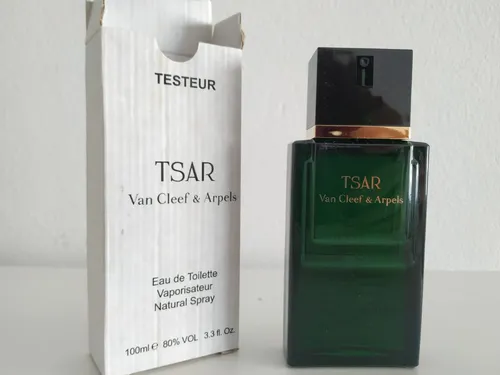 TESTEUR
TSAR
Van Cleef & Arpels
Eau de Toilette
Vaporisateur
Natural Spray
100ml e 80% VOL 3.3 fl. Oz.
TSAR
Van Cleef & Arpels